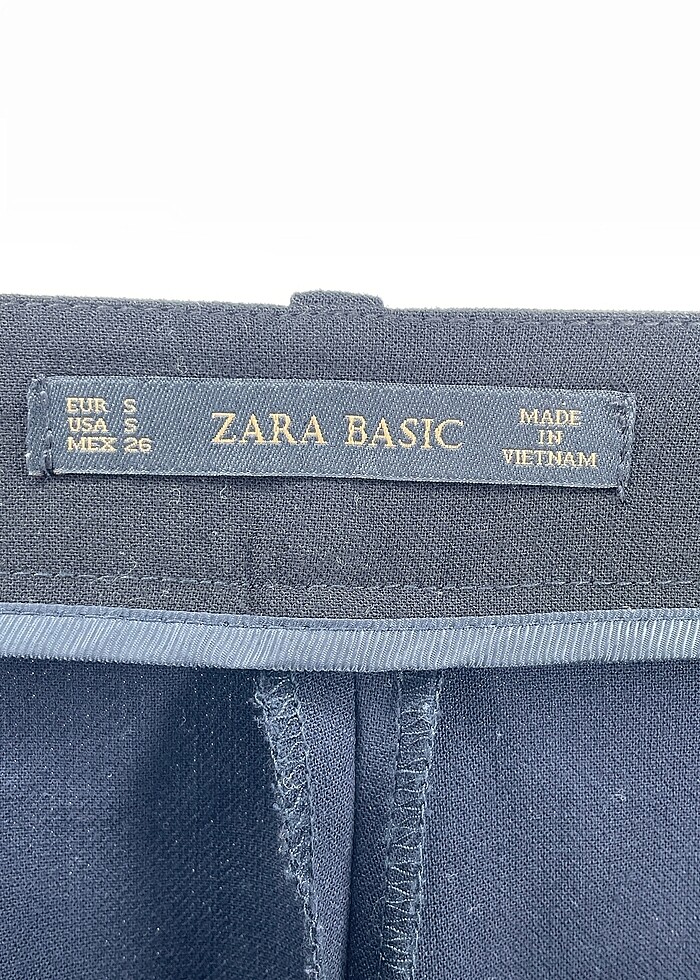 EUR S
USA S
MEX 26
ZARA BASIC
MADE
IN
VIETNAM